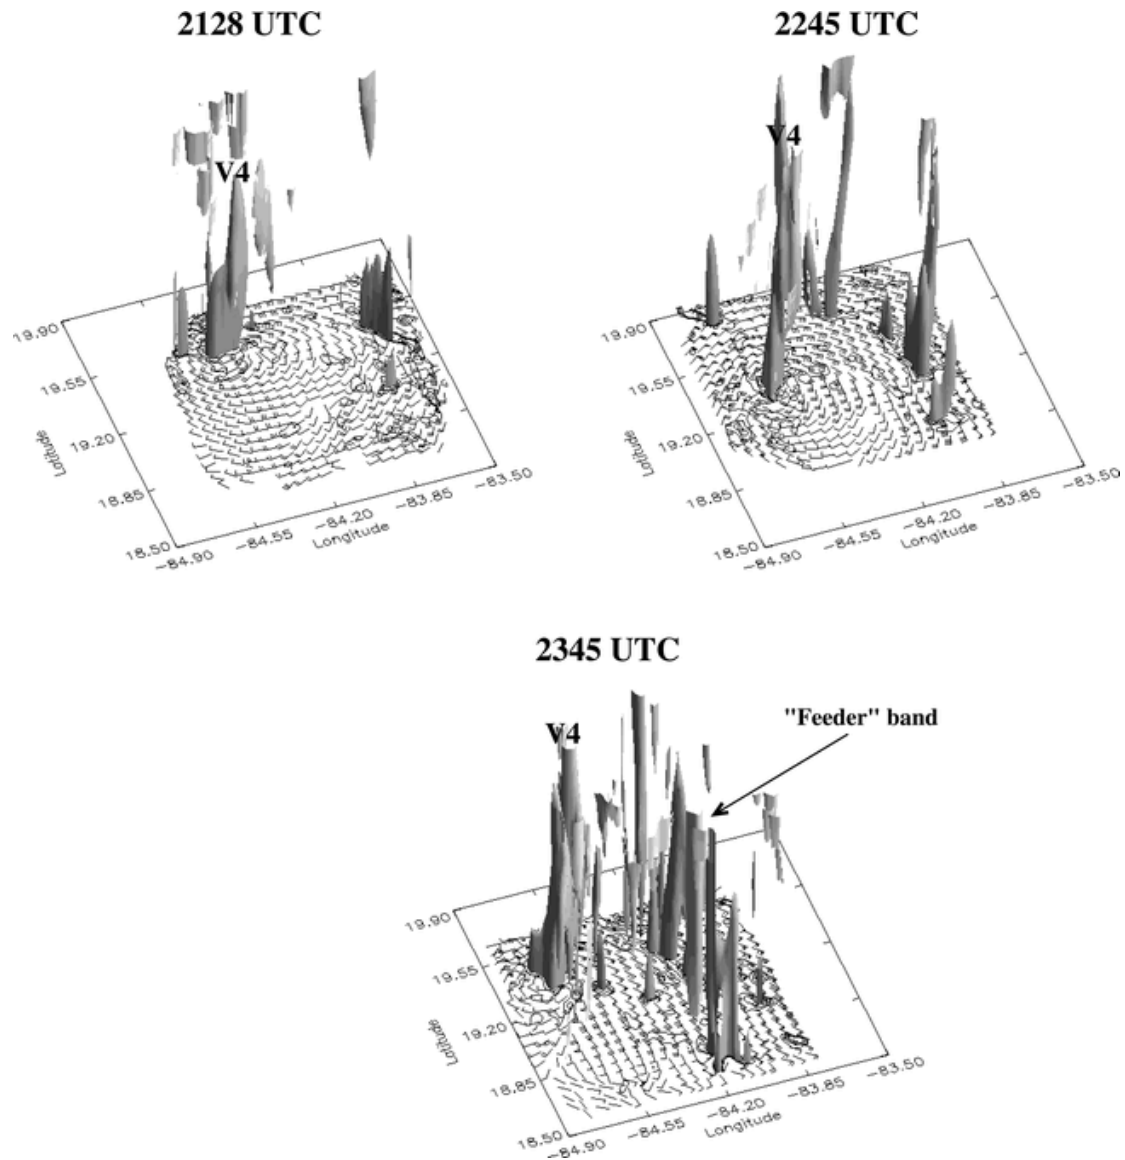 2128 UTC
2245 UTC
V4
V4
19.90
19.55
19.20
18.85
18.50
Latitude
-84.90
-84.55
-84.20
-83.85
-83.50
Longitude
19.90
19.55
19.20
18.85
18.50
Latitude
-84.90
-84.55
-84.20
-83.85
-83.50
Longitude
2345 UTC
"Feeder" band
V4
19.90
19.55
19.20
18.85
18.50
Latitude
-84.90
-84.55
-84.20
-83.85
-83.50
Longitude